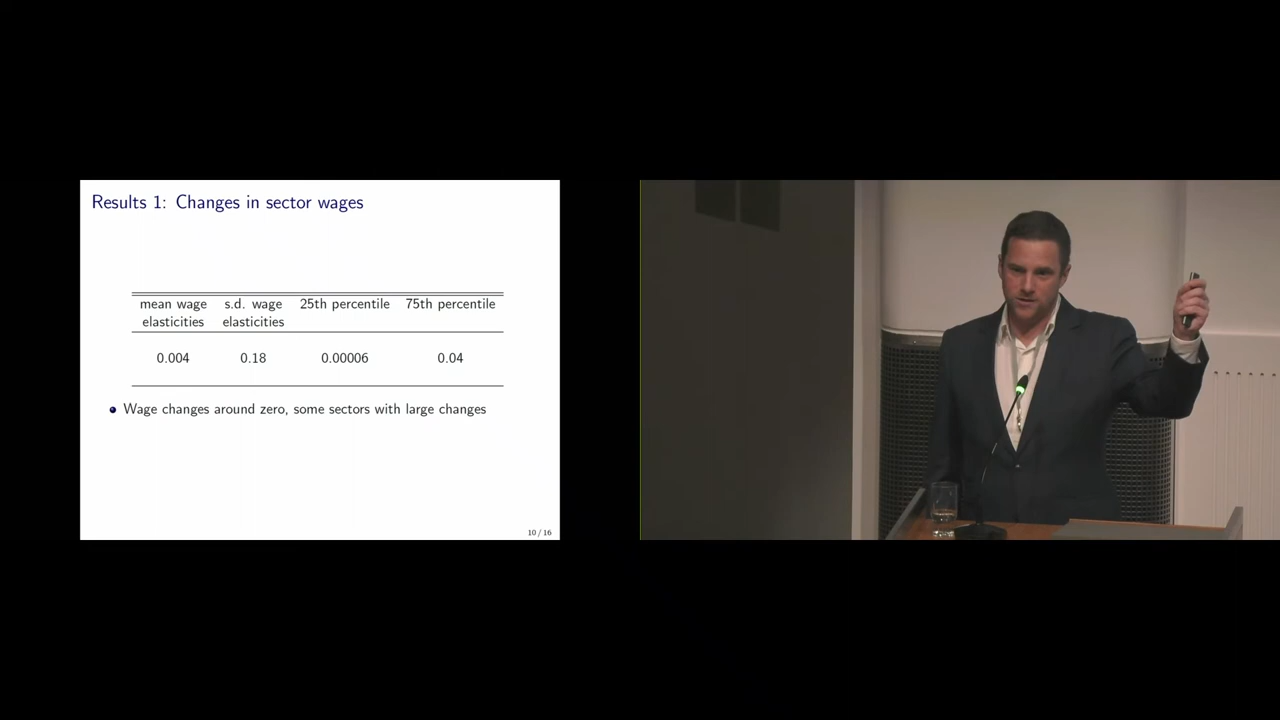 Results 1: Changes in sector wages
mean wage elasticities
s.d. wage elasticities
25th percentile
75th percentile
0.004
0.18
0.00006
0.04
Wage changes around zero, some sectors with large changes
10 / 16